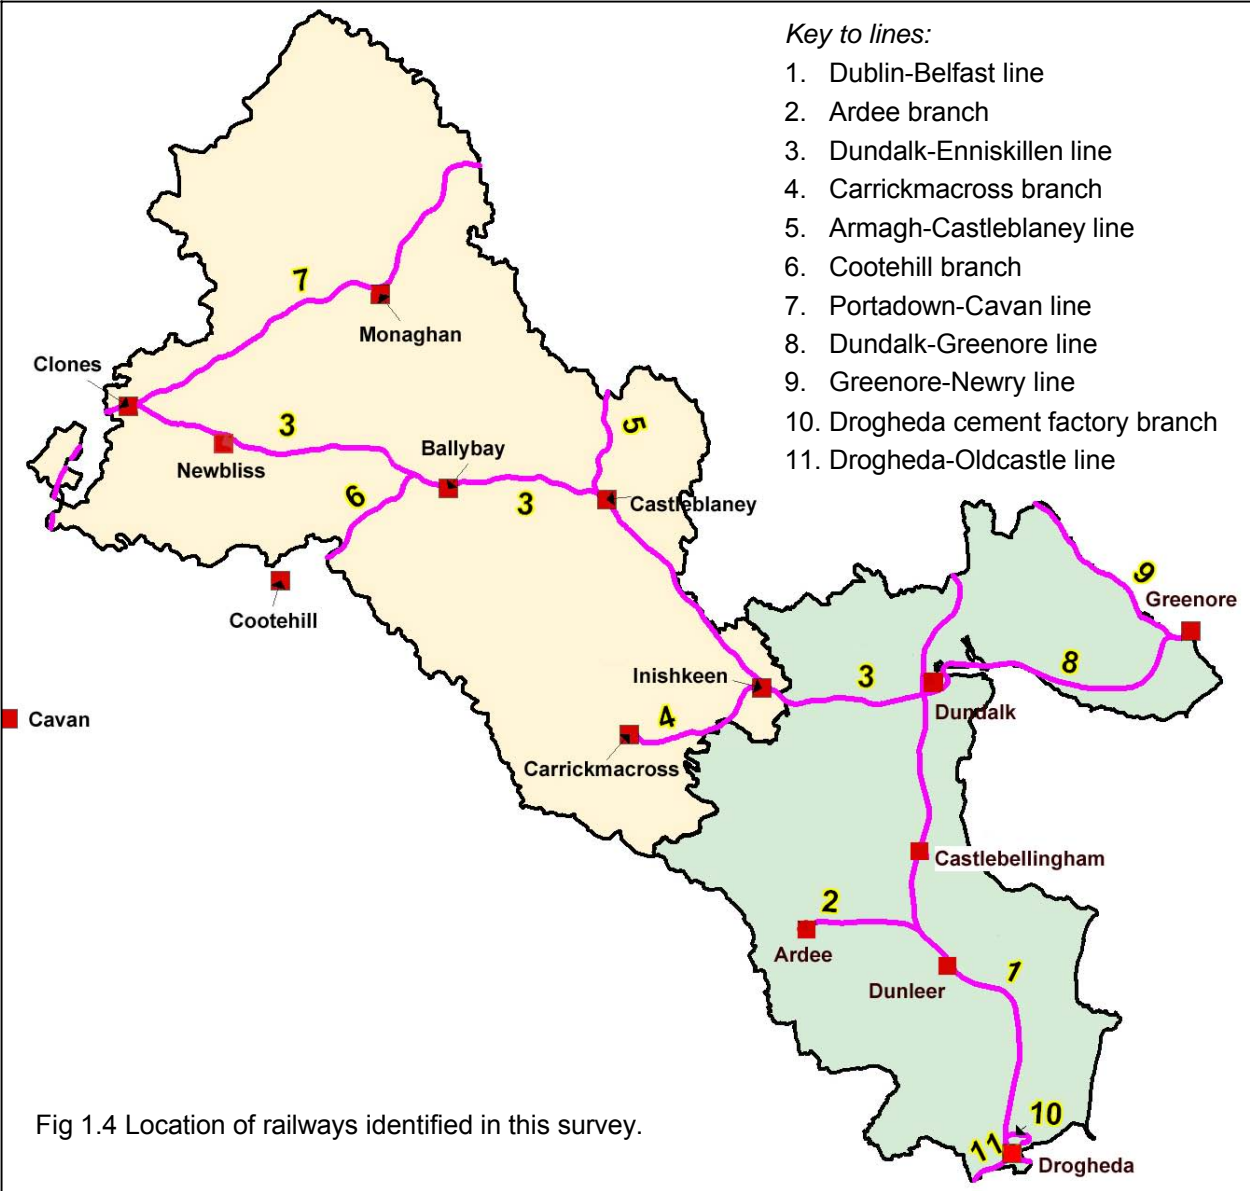 Key to lines:
1. Dublin-Belfast line
2. Ardee branch
3. Dundalk-Enniskillen line
4. Carrickmacross branch
5. Armagh-Castleblaney line
6. Cootehill branch
7. Portadown-Cavan line
8. Dundalk-Greenore line
9. Greenore-Newry line
10. Drogheda cement factory branch
11. Drogheda-Oldcastle line
7
Monaghan
Clones
3
Newbliss
Ballybay
5
6
3
Castleblaney
Cootehill
9
Greenore
Inishkeen
3
8
Dundalk
4
Cavan
Carrickmacross
Castlebellingham
2
Ardee
1
Dunleer
10
11
Drogheda
Fig 1.4 Location of railways identified in this survey.